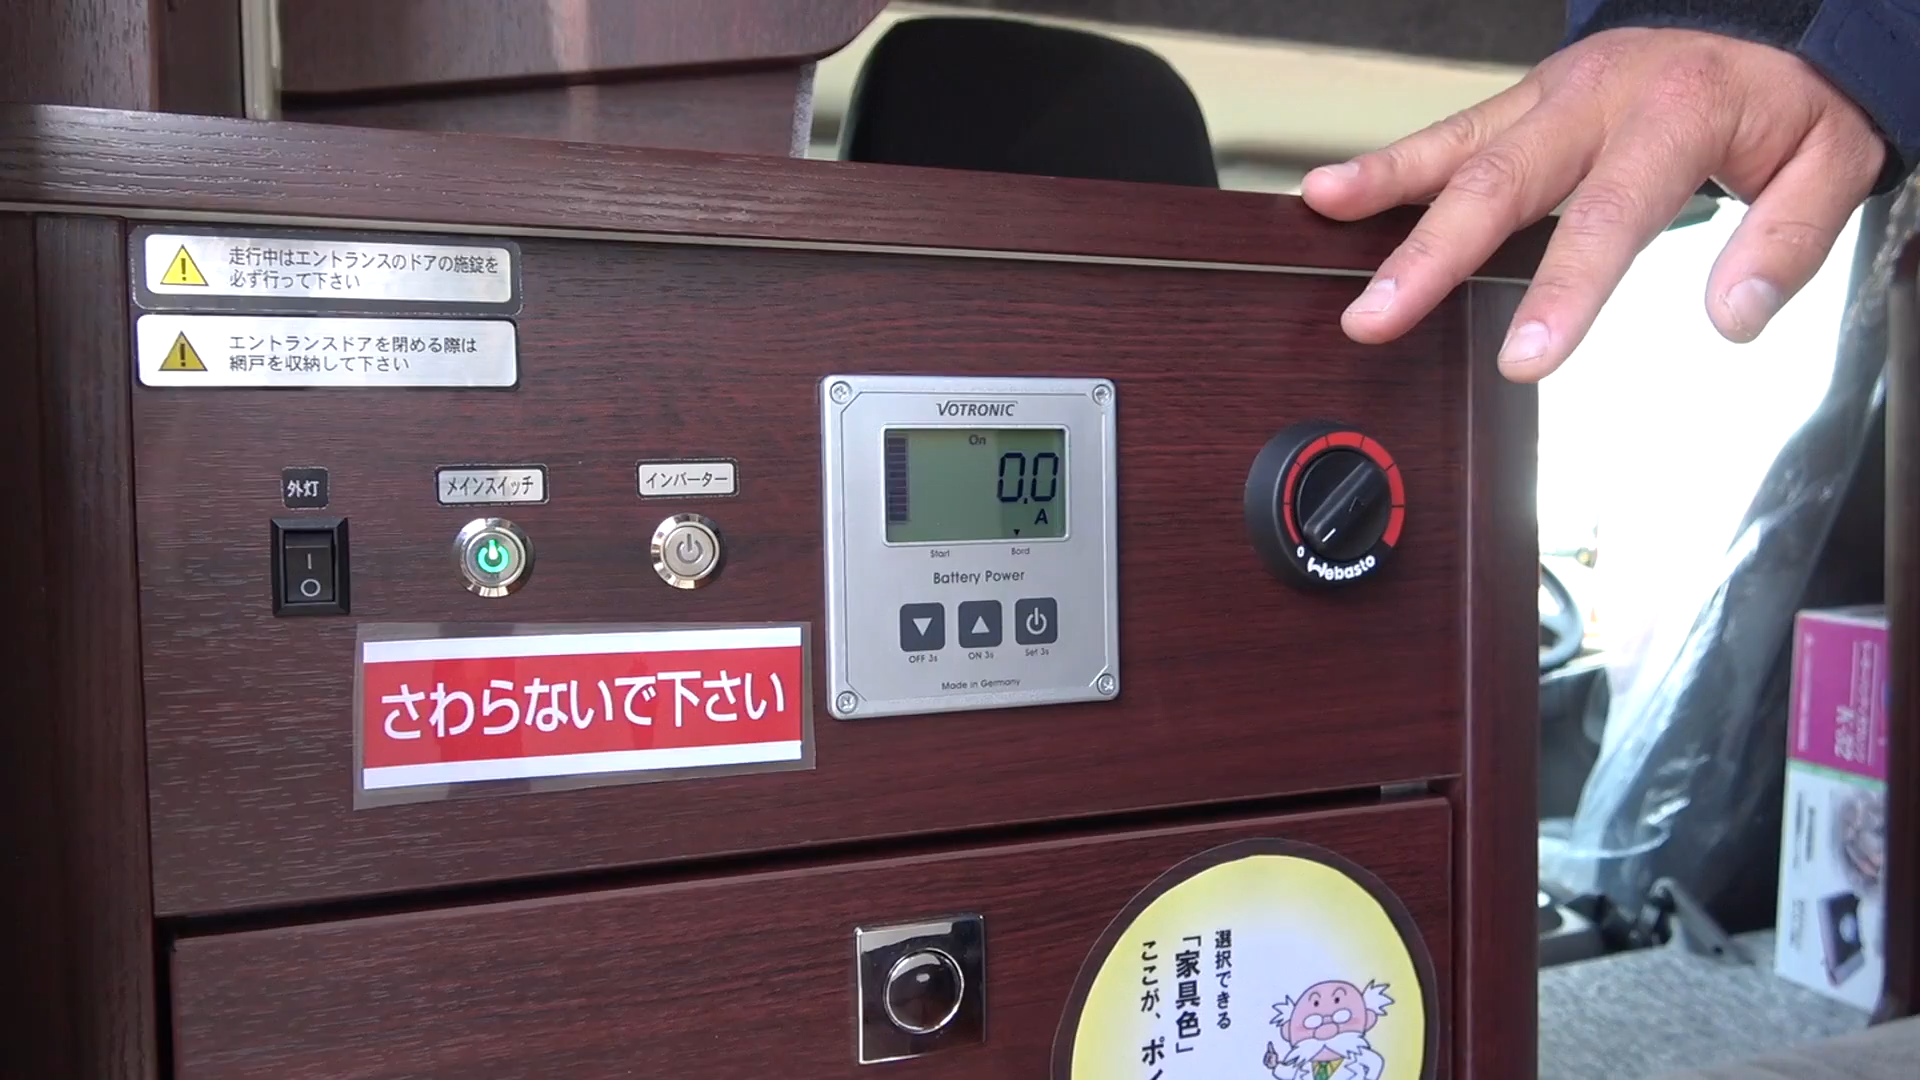 走行中はエントランスのドアの施錠を
必ず行って下さい
エントランスドアを閉める際は
網戸を収納して下さい
外灯
メインスイッチ
インバーター
さわらないで下さい
VOTRONIC
On
0.0
A
Start
Bord
Battery Power
OFF 3s
ON 3s
Set 3s
Made in Germany
0
Webasto
選択できる
「家具色」
ここが、ポ